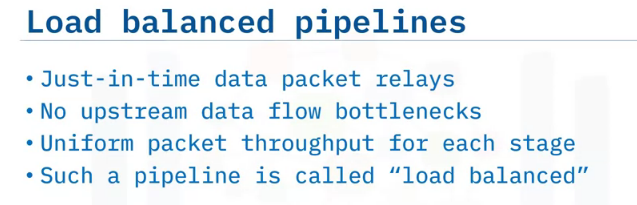 Load balanced pipelines
• Just-in-time data packet relays
• No upstream data flow bottlenecks
• Uniform packet throughput for each stage
• Such a pipeline is called “load balanced”